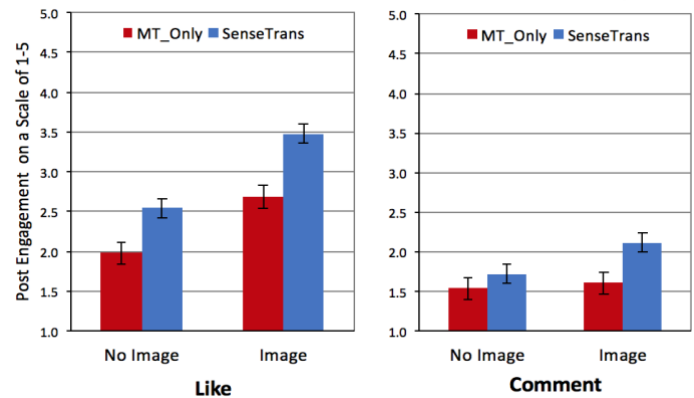 Post Engagement on a Scale of 1-5
5.0
4.5
4.0
3.5
3.0
2.5
2.0
1.5
1.0
MT_Only SenseTrans
No Image Image
Like
5.0
4.5
4.0
3.5
3.0
2.5
2.0
1.5
1.0
MT_Only SenseTrans
No Image Image
Comment